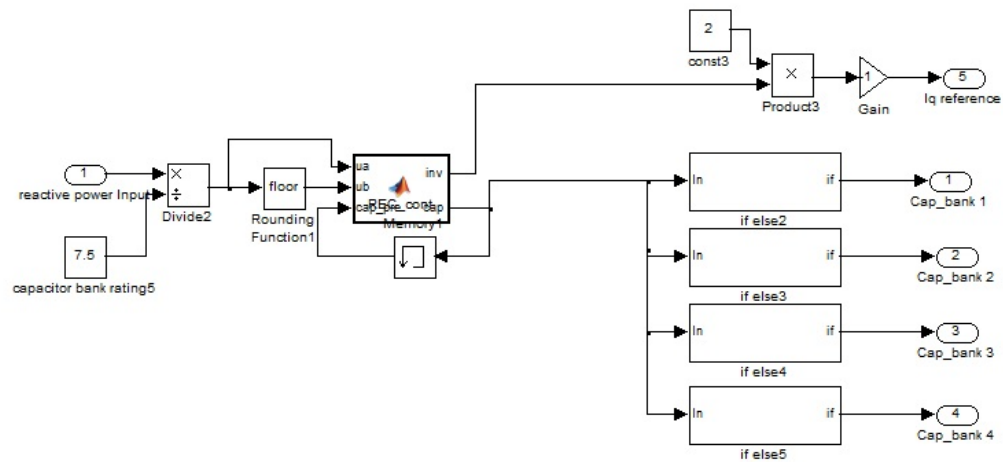 2
const3
×
Product3
1
Gain
5
Iq reference
1
reactive power Input
×
÷
Divide2
7.5
capacitor bank rating5
floor
Rounding
Function1
ua
ub
cap_pre
inv
cap
REC_cont
Memory1
In
if
if else2
1
Cap_bank 1
In
if
if else3
2
Cap_bank 2
In
if
if else4
3
Cap_bank 3
In
if
if else5
4
Cap_bank 4